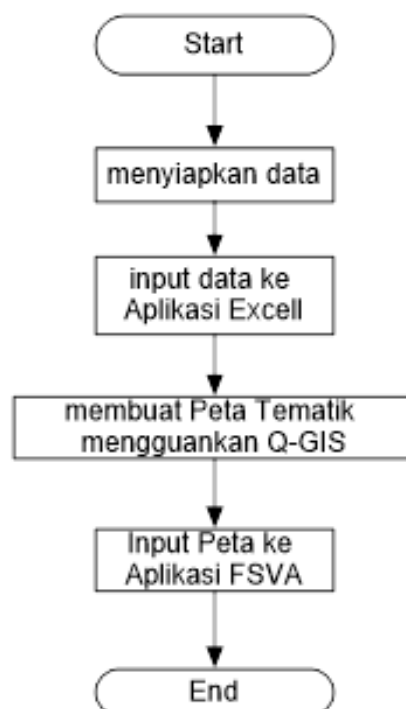 Start
menyiapkan data
input data ke
Aplikasi Excell
membuat Peta Tematik
mengguankan Q-GIS
Input Peta ke
Aplikasi FSVA
End